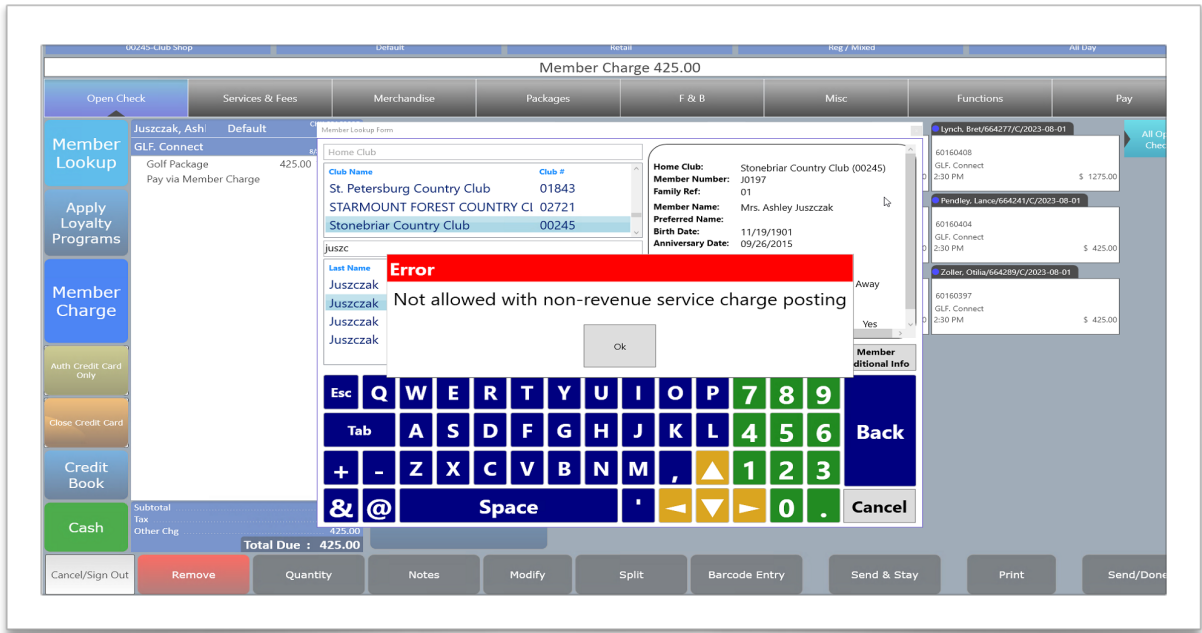 00245-Club Shop Default Retail Reg / Mixed All Day
Member Charge 425.00
Open Check Services & Fees Merchandise Packages F & B Misc Functions Pay
Member Lookup
Apply Loyalty Programs
Member Charge
Auth Credit Card Only
Close Credit Card
Credit Book
Cash
Juszczak, Ashl Default
GLF. Connect
Golf Package 425.00
Pay via Member Charge
Subtotal
Tax
Other Chg 425.00
Total Due : 425.00
Member Lookup Form
Home Club
Club Name Club #
St. Petersburg Country Club 01843
STARMOUNT FOREST COUNTRY CL 02721
Stonebriar Country Club 00245
juszc
Last Name
Juszczak
Juszczak
Juszczak
Juszczak
Home Club: Stonebriar Country Club (00245)
Member Number: J0197
Family Ref: 01
Member Name: Mrs. Ashley Juszczak
Preferred Name:
Birth Date: 11/19/1901
Anniversary Date: 09/26/2015
Away
Yes
Member
ditional Info
Error
Not allowed with non-revenue service charge posting
Ok
Esc Q W E R T Y U I O P 7 8 9
Tab A S D F G H J K L 4 5 6 Back
+ - Z X C V B N M , 1 2 3
& @ Space ' 0 . Cancel
Lynch, Bret/664277/C/2023-08-01
60160408
GLF. Connect
2:30 PM $ 1275.00
Pendley, Lance/664241/C/2023-08-01
60160404
GLF. Connect
2:30 PM $ 425.00
Zoller, Otilia/664289/C/2023-08-01
60160397
GLF. Connect
2:30 PM $ 425.00
All Op
Chec
Cancel/Sign Out Remove Quantity Notes Modify Split Barcode Entry Send & Stay Print Send/Done